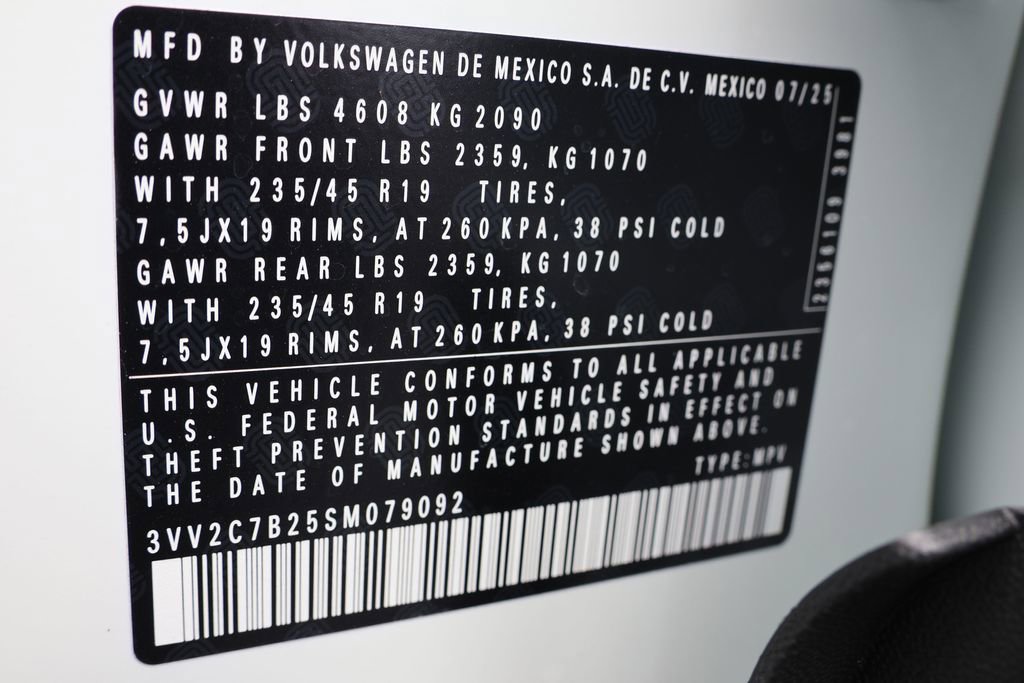 MFD BY VOLKSWAGEN DE MEXICO S.A. DE C.V. MEXICO 07/25
GVWR LBS 4608 KG 2090
GAWR FRONT LBS 2359, KG 1070
WITH 235/45 R19 TIRES,
7,5JX19 RIMS, AT 260 KPA, 38 PSI COLD
GAWR REAR LBS 2359, KG 1070
WITH 235/45 R19 TIRES,
7,5JX19 RIMS, AT 260 KPA, 38 PSI COLD
THIS VEHICLE CONFORMS TO ALL APPLICABLE
U.S. FEDERAL MOTOR VEHICLE SAFETY AND
THEFT PREVENTION STANDARDS IN EFFECT ON
THE DATE OF MANUFACTURE SHOWN ABOVE.
TYPE:MPV
3VV2C7B25SM079092